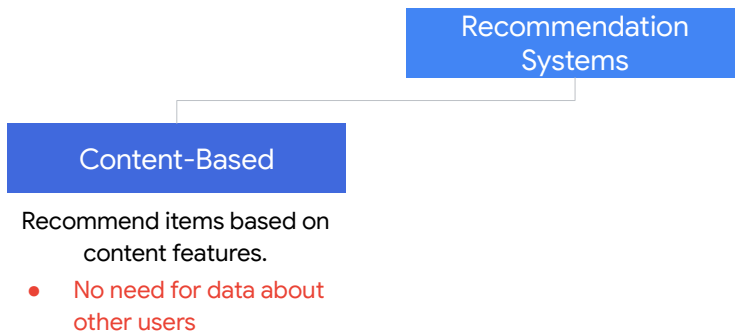 Recommendation
Systems
Content-Based
Recommend items based on
content features.
● No need for data about
other users